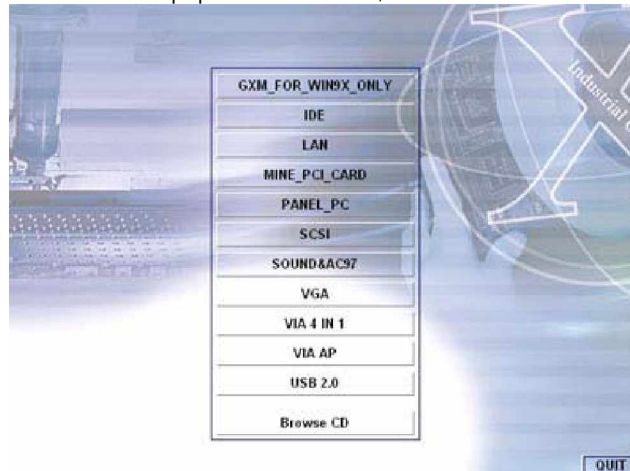 Industrial
GXM_FOR_WIN9X_ONLY
IDE
LAN
MINE_PCI_CARD
PANEL_PC
SCSI
SOUND&AC97
VGA
VIA 4 IN 1
VIA AP
USB 2.0
Browse CD
QUIT